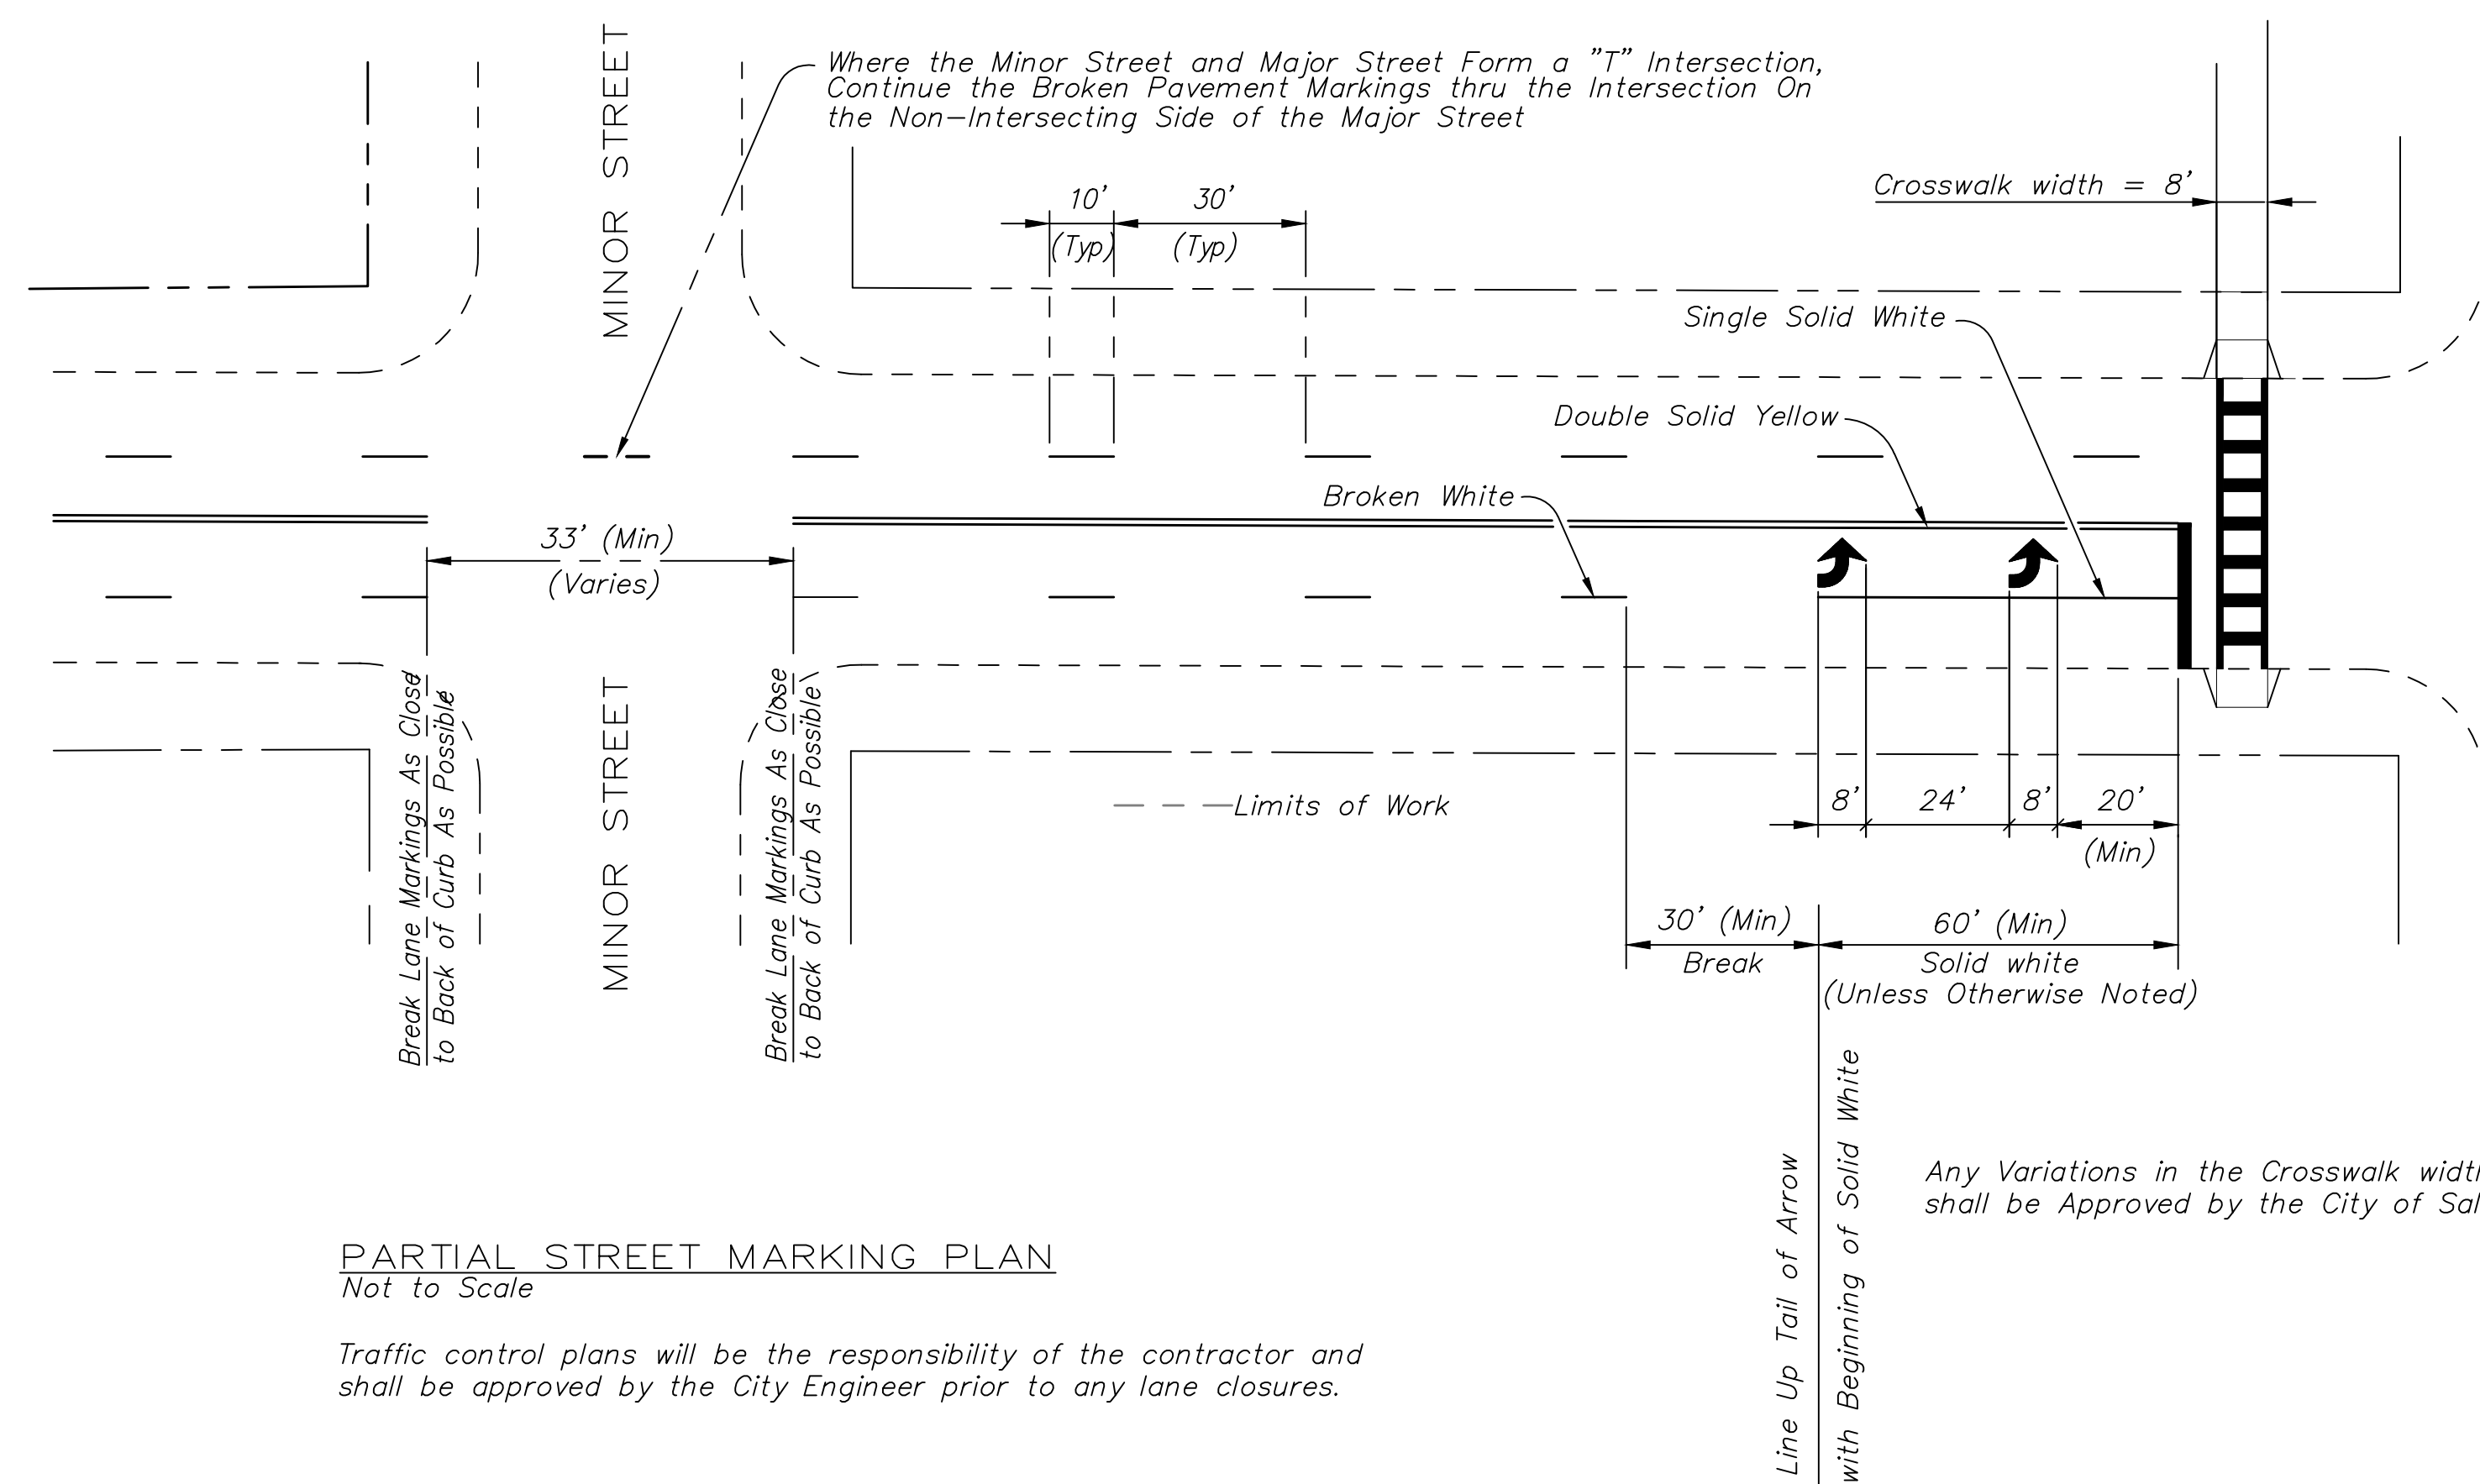 MINOR STREET
Where the Minor Street and Major Street Form a "T" Intersection,
Continue the Broken Pavement Markings thru the Intersection On
the Non-Intersecting Side of the Major Street
10'
(Typ)
30'
(Typ)
Crosswalk width = 8'
Single Solid White
Double Solid Yellow
Broken White
33' (Min)
(Varies)
Break Lane Markings As Close
to Back of Curb As Possible
MINOR STREET
Break Lane Markings As Close
to Back of Curb As Possible
Limits of Work
8'
24'
8'
20'
(Min)
30' (Min)
Break
60' (Min)
Solid white
(Unless Otherwise Noted)
Line Up Tail of Arrow
with Beginning of Solid White
Any Variations in the Crosswalk
shall be Approved by the City of
PARTIAL STREET MARKING PLAN
Not to Scale
Traffic control plans will be the responsibility of the contractor and
shall be approved by the City Engineer prior to any lane closures.